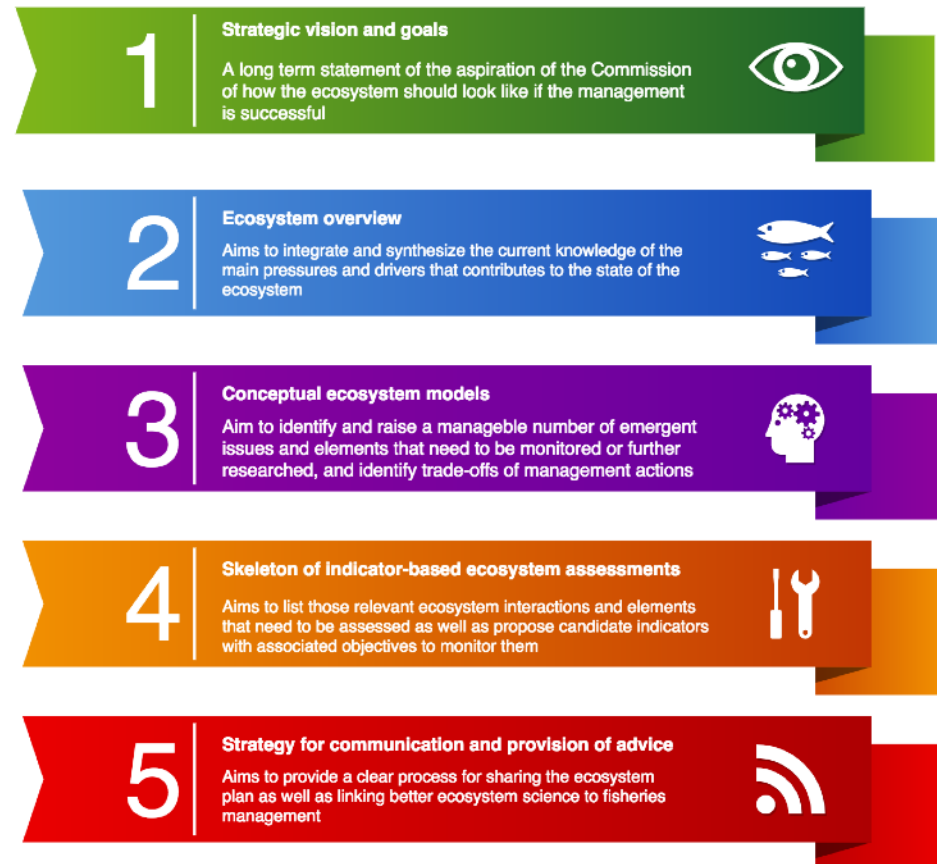 1
Strategic vision and goals
A long term statement of the aspiration of the Commission
of how the ecosystem should look like if the management
is successful
2
Ecosystem overview
Aims to integrate and synthesize the current knowledge of the
main pressures and drivers that contributes to the state of the
ecosystem
3
Conceptual ecosystem models
Aim to identify and raise a manageble number of emergent
issues and elements that need to be monitored or further
researched, and identify trade-offs of management actions
4
Skeleton of indicator-based ecosystem assessments
Aims to list those relevant ecosystem interactions and elements
that need to be assessed as well as propose candidate indicators
with associated objectives to monitor them
5
Strategy for communication and provision of advice
Aims to provide a clear process for sharing the ecosystem
plan as well as linking better ecosystem science to fisheries
management